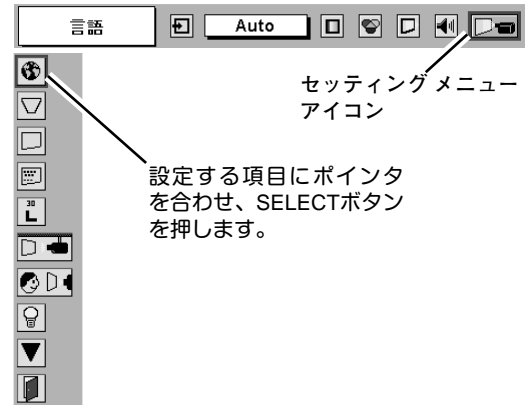 言語
Auto
セッティング メニュー
アイコン
設定する項目にポインタ
を合わせ、SELECTボタン
を押します。
30
L